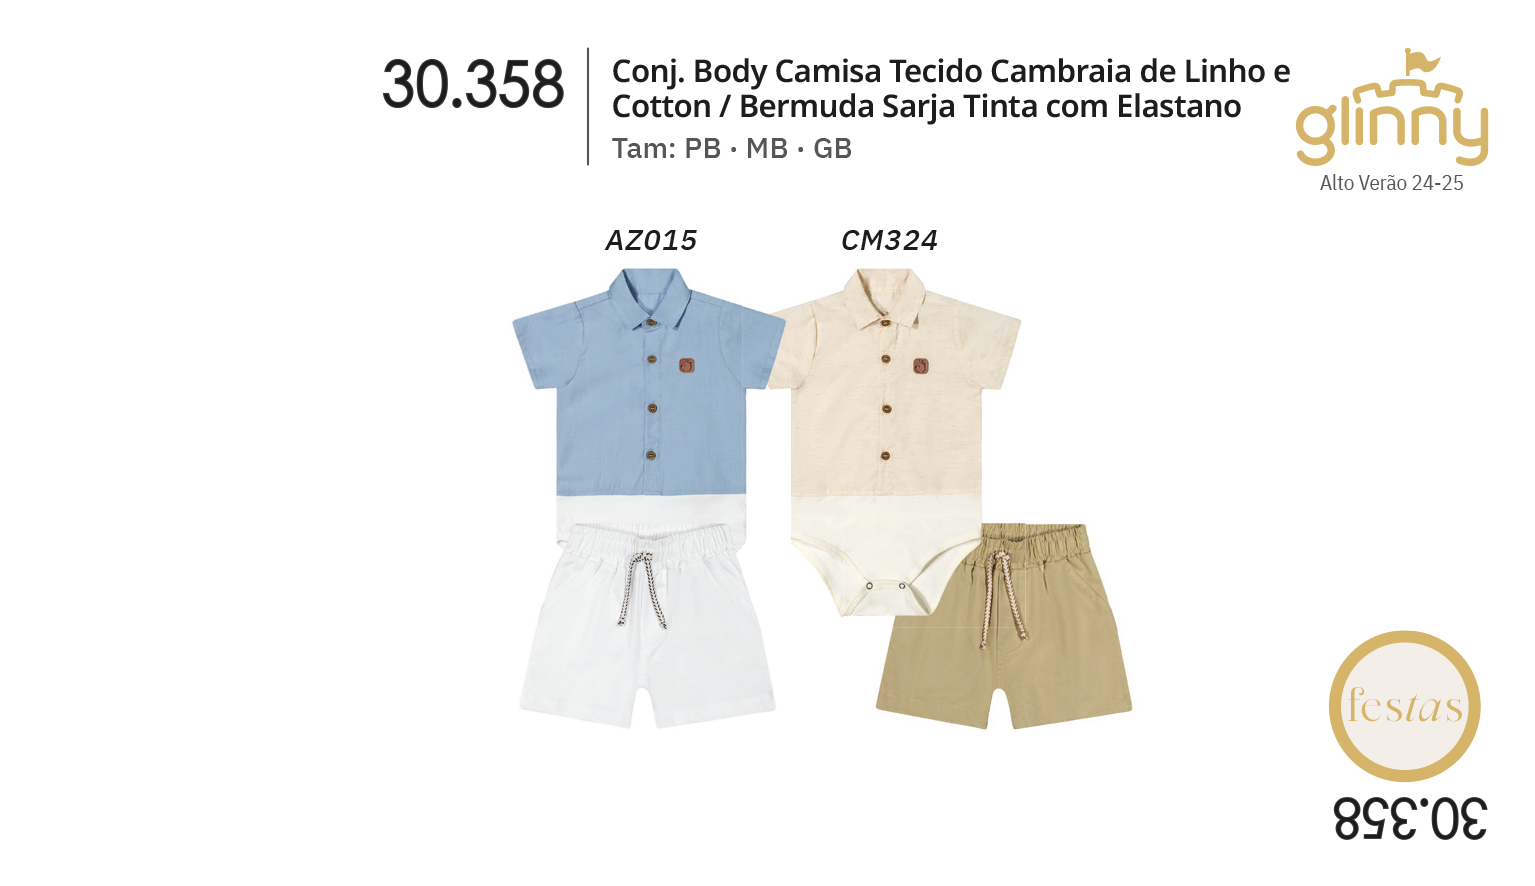 30.358
Conj. Body Camisa Tecido Cambraia de Linho e
Cotton / Bermuda Sarja Tinta com Elastano
Tam: PB · MB · GB
glinny
Alto Verão 24-25
AZ015
CM324
festas
30.358